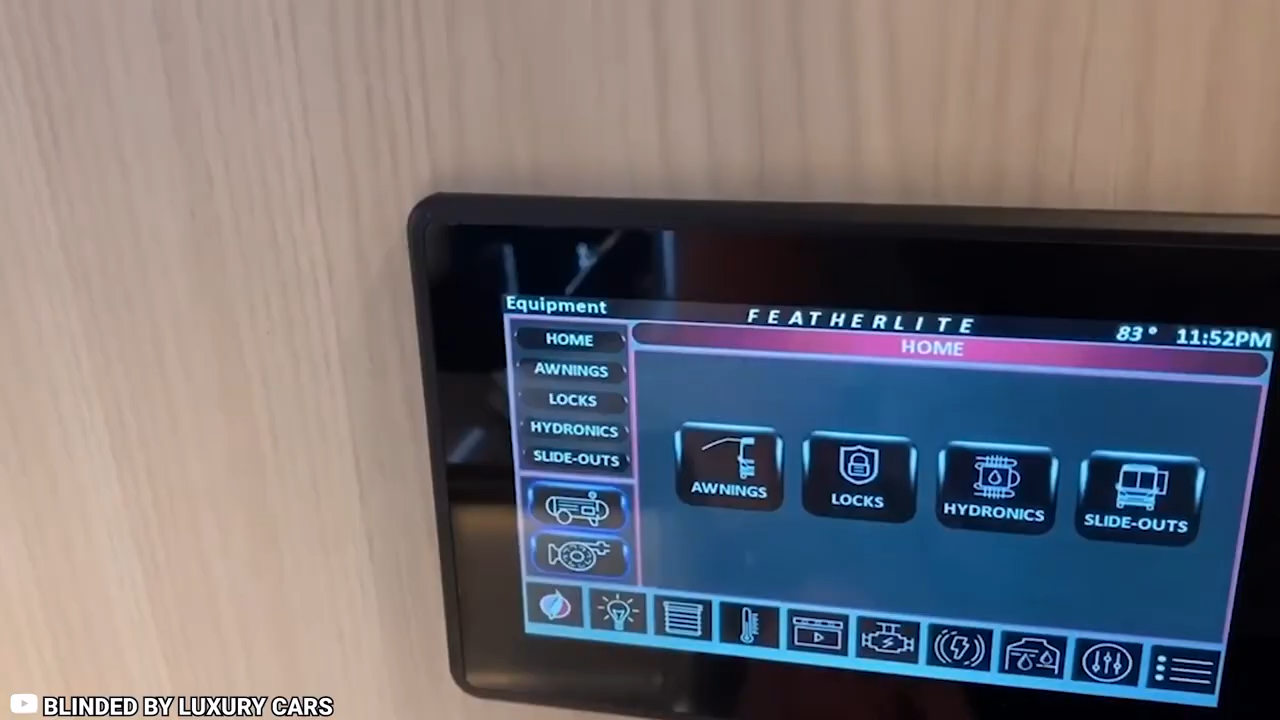 Equipment
FEATHERLITE
83° 11:52PM
HOME
HOME
AWNINGS
LOCKS
HYDRONICS
SLIDE-OUTS
AWNINGS
LOCKS
HYDRONICS
SLIDE-OUTS
BLINDED BY LUXURY CARS